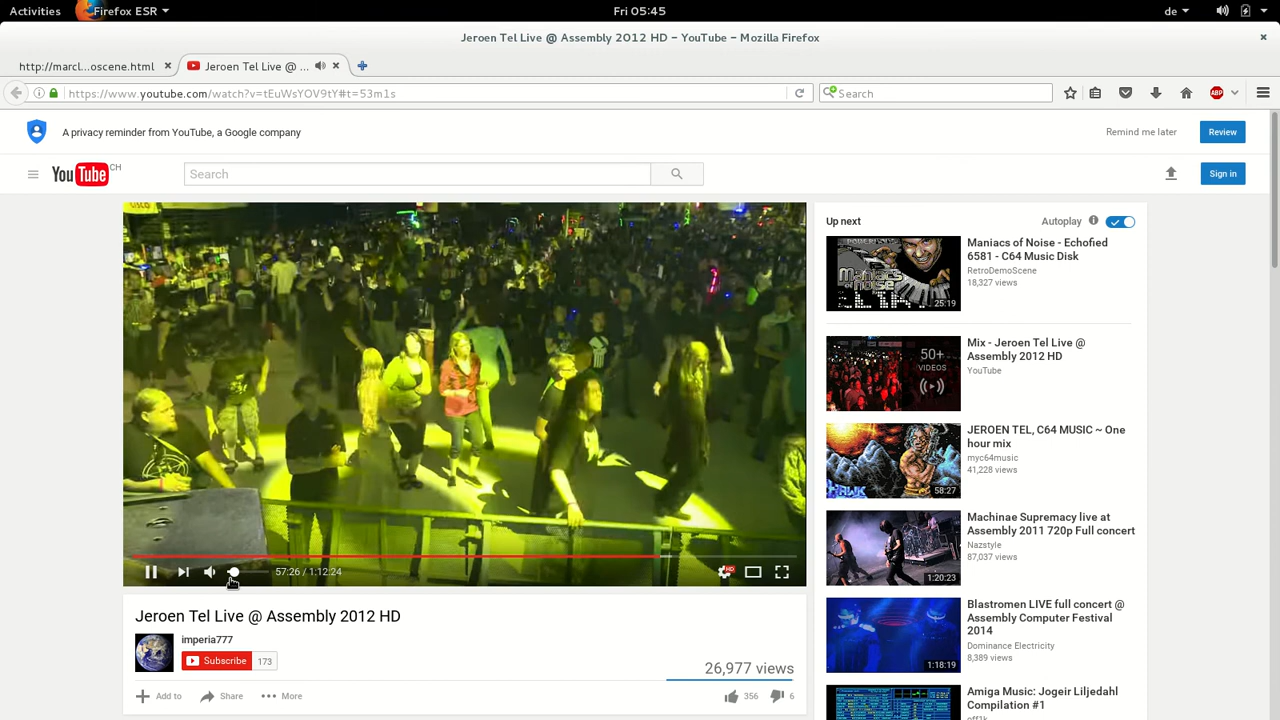 Activities Firefox ESR Fri 05:45 de
Jeroen Tel Live @ Assembly 2012 HD – YouTube – Mozilla Firefox
http://marcl...oscene.html Jeroen Tel Live @ ...
https://www.youtube.com/watch?v=tEuWsYOV9tY#t=53m1s Search ABP
A privacy reminder from YouTube, a Google company Remind me later Review
YouTube CH Search Sign in
Up next Autoplay
Maniacs of Noise - Echofied
6581 - C64 Music Disk
RetroDemoScene
18,327 views
25:19
Mix - Jeroen Tel Live @
Assembly 2012 HD
YouTube
50+
VIDEOS
JEROEN TEL, C64 MUSIC ~ One
hour mix
myc64music
41,228 views
58:27
Machinae Supremacy live at
Assembly 2011 720p Full concert
Nazstyle
87,037 views
1:20:23
Blastromen LIVE full concert @
Assembly Computer Festival
2014
Dominance Electricity
8,389 views
1:18:19
Amiga Music: Jogeir Liljedahl
Compilation #1
57:26 / 1:12:24 HD
Jeroen Tel Live @ Assembly 2012 HD
imperia777
Subscribe 173
26,977 views
Add to Share More 356 6